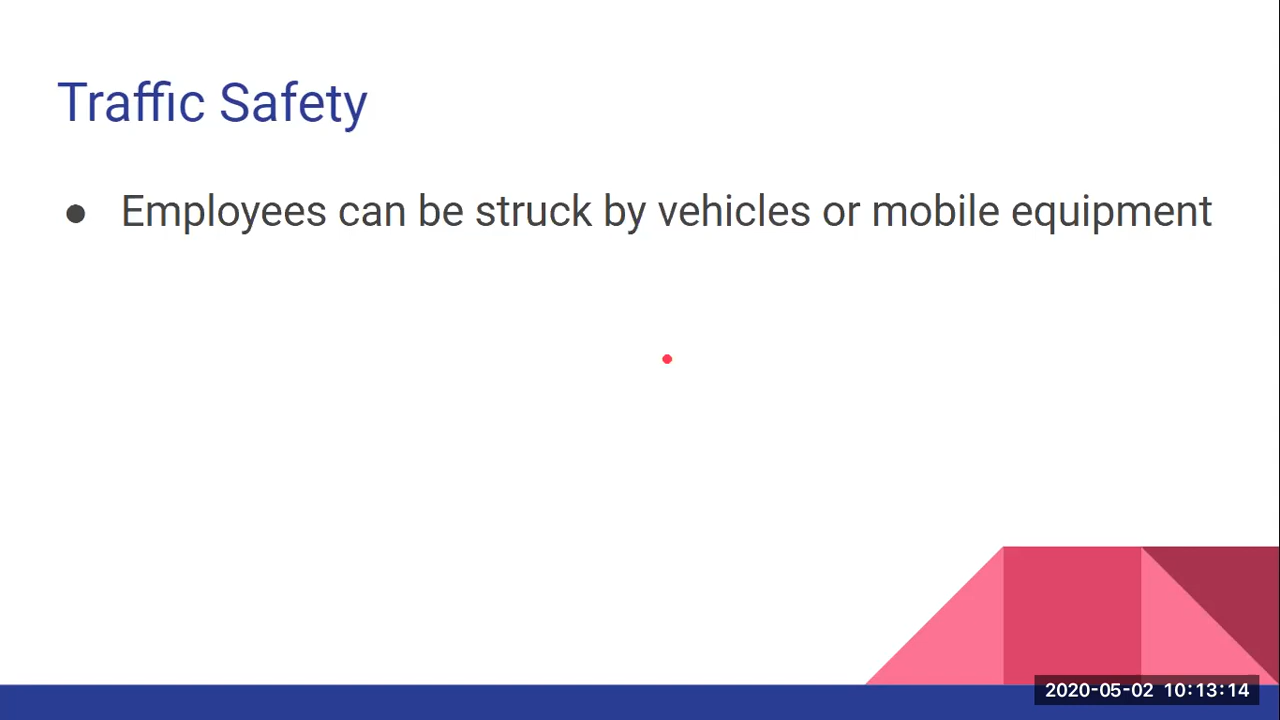 Traffic Safety
● Employees can be struck by vehicles or mobile equipment
2020-05-02 10:13:14